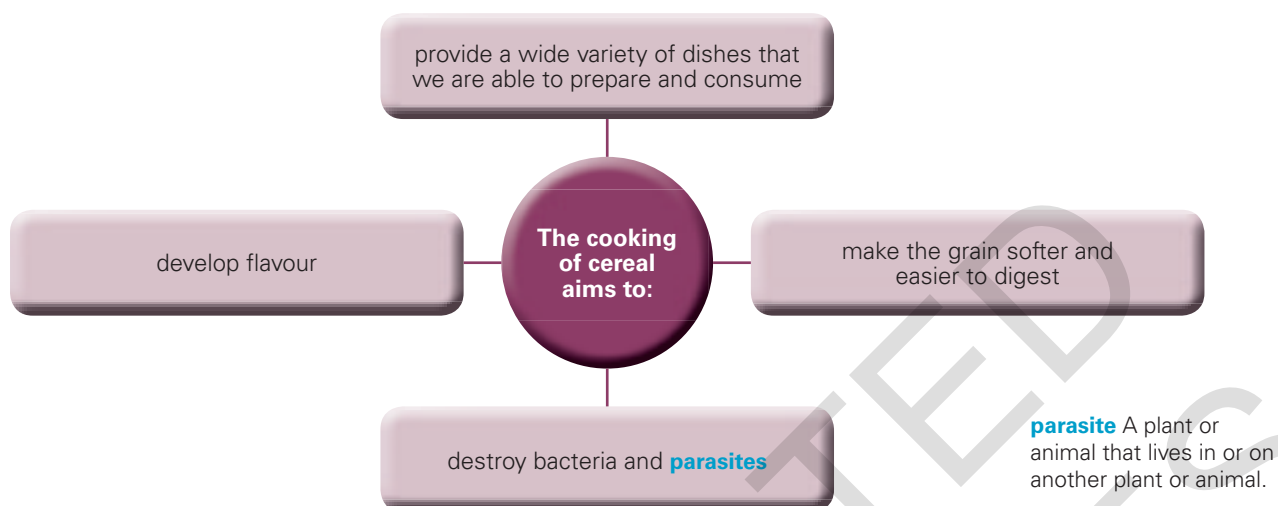 provide a wide variety of dishes that
we are able to prepare and consume
develop flavour
The cooking
of cereal
aims to:
make the grain softer and
easier to digest
destroy bacteria and parasites
parasite A plant or
animal that lives in or on
another plant or animal.